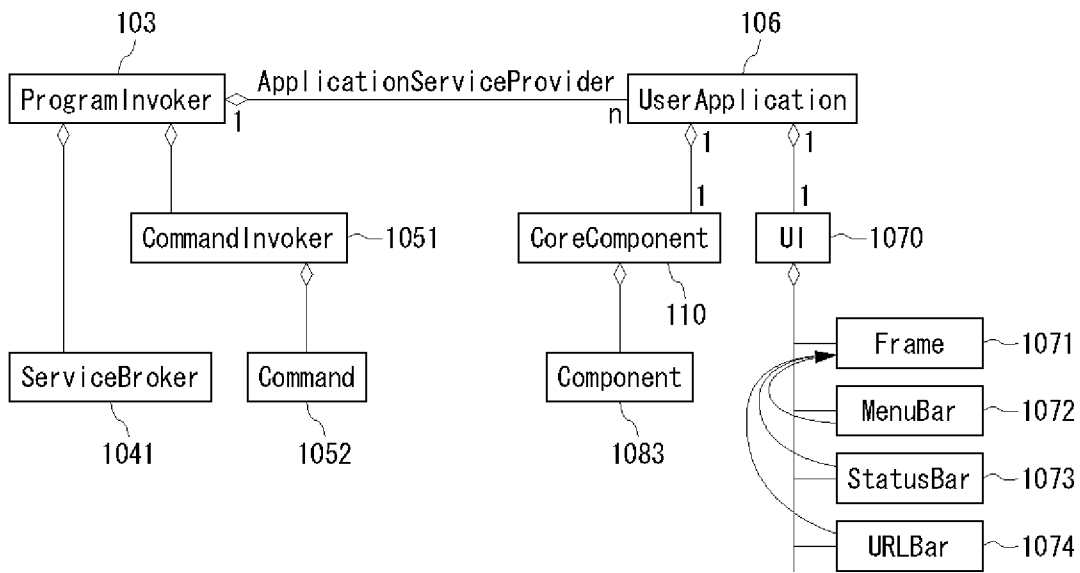 103
106
ApplicationServiceProvider
ProgramInvoker
UserApplication
1
n
1
1
1
1
CommandInvoker
1051
CoreComponent
UI
1070
110
Frame
1071
ServiceBroker
Command
Component
MenuBar
1072
1041
1052
1083
StatusBar
1073
URLBar
1074